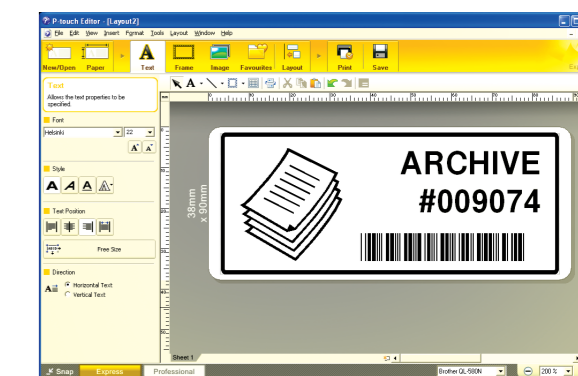 P-touch Editor - [Layout2]
File Edit View Insert Format Tools Layout Window Help
New/Open Paper Text Frame Image Favourites Layout Print Save
Text
Allows the text properties to be
specified.
Font
Helsinki 22
Style
Text Position
Free Size
Direction
Horizontal Text
Vertical Text
38mm
x 90mm
ARCHIVE
#009074
Sheet 1
Snap Express Professional Brother QL-580N 200 %